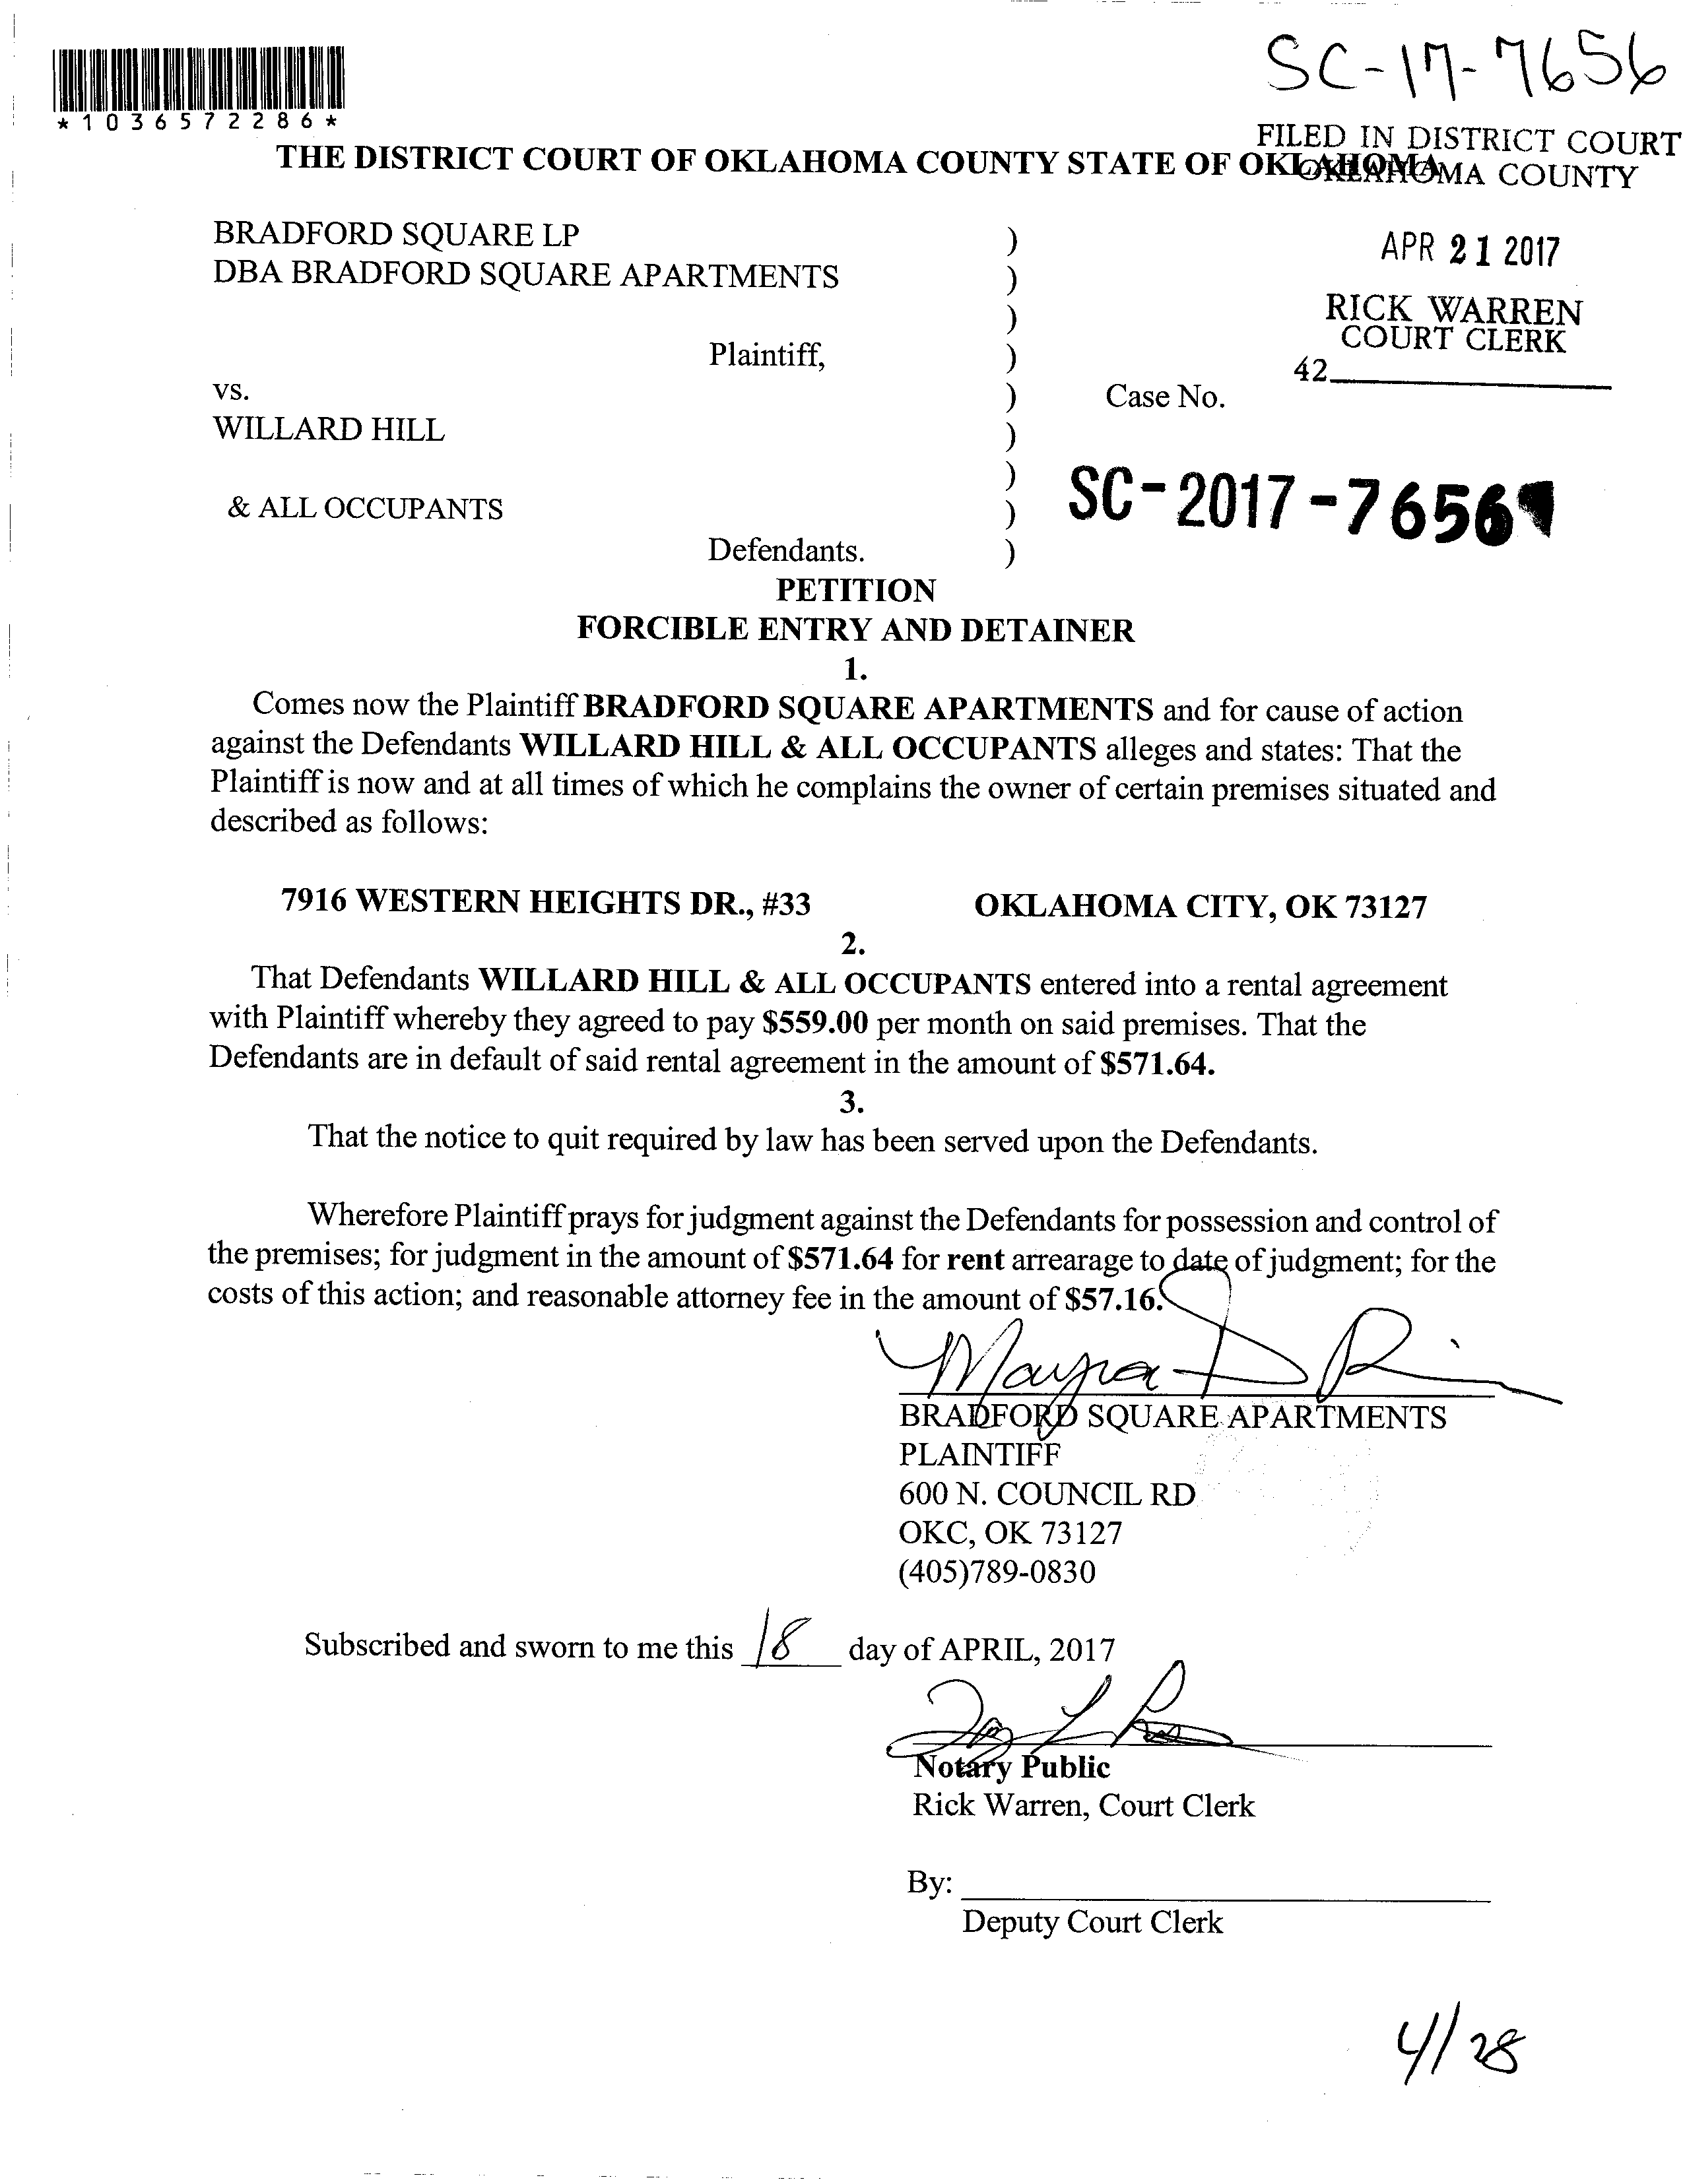 SC-17-7656
*1036572286*
FILED IN DISTRICT COURT
OKLAHOMA COUNTY
THE DISTRICT COURT OF OKLAHOMA COUNTY STATE OF OKLAHOMA
BRADFORD SQUARE LP )
DBA BRADFORD SQUARE APARTMENTS )
APR 21 2017
)
RICK WARREN
COURT CLERK
Plaintiff, )
42
vs. ) Case No.
WILLARD HILL )
)
SC-2017-7656
& ALL OCCUPANTS )
Defendants. )
PETITION
FORCIBLE ENTRY AND DETAINER
1.
Comes now the Plaintiff BRADFORD SQUARE APARTMENTS and for cause of action
against the Defendants WILLARD HILL & ALL OCCUPANTS alleges and states: That the
Plaintiff is now and at all times of which he complains the owner of certain premises situated and
described as follows:
7916 WESTERN HEIGHTS DR., #33 OKLAHOMA CITY, OK 73127
2.
That Defendants WILLARD HILL & ALL OCCUPANTS entered into a rental agreement
with Plaintiff whereby they agreed to pay $559.00 per month on said premises. That the
Defendants are in default of said rental agreement in the amount of $571.64.
3.
That the notice to quit required by law has been served upon the Defendants.
Wherefore Plaintiff prays for judgment against the Defendants for possession and control of
the premises; for judgment in the amount of $571.64 for rent arrearage to date of judgment; for the
costs of this action; and reasonable attorney fee in the amount of $57.16.
Mayra
BRADFORD SQUARE APARTMENTS
PLAINTIFF
600 N. COUNCIL RD
OKC, OK 73127
(405)789-0830
Subscribed and sworn to me this 18 day of APRIL, 2017
Notary Public
Rick Warren, Court Clerk
By:
Deputy Court Clerk
4/28